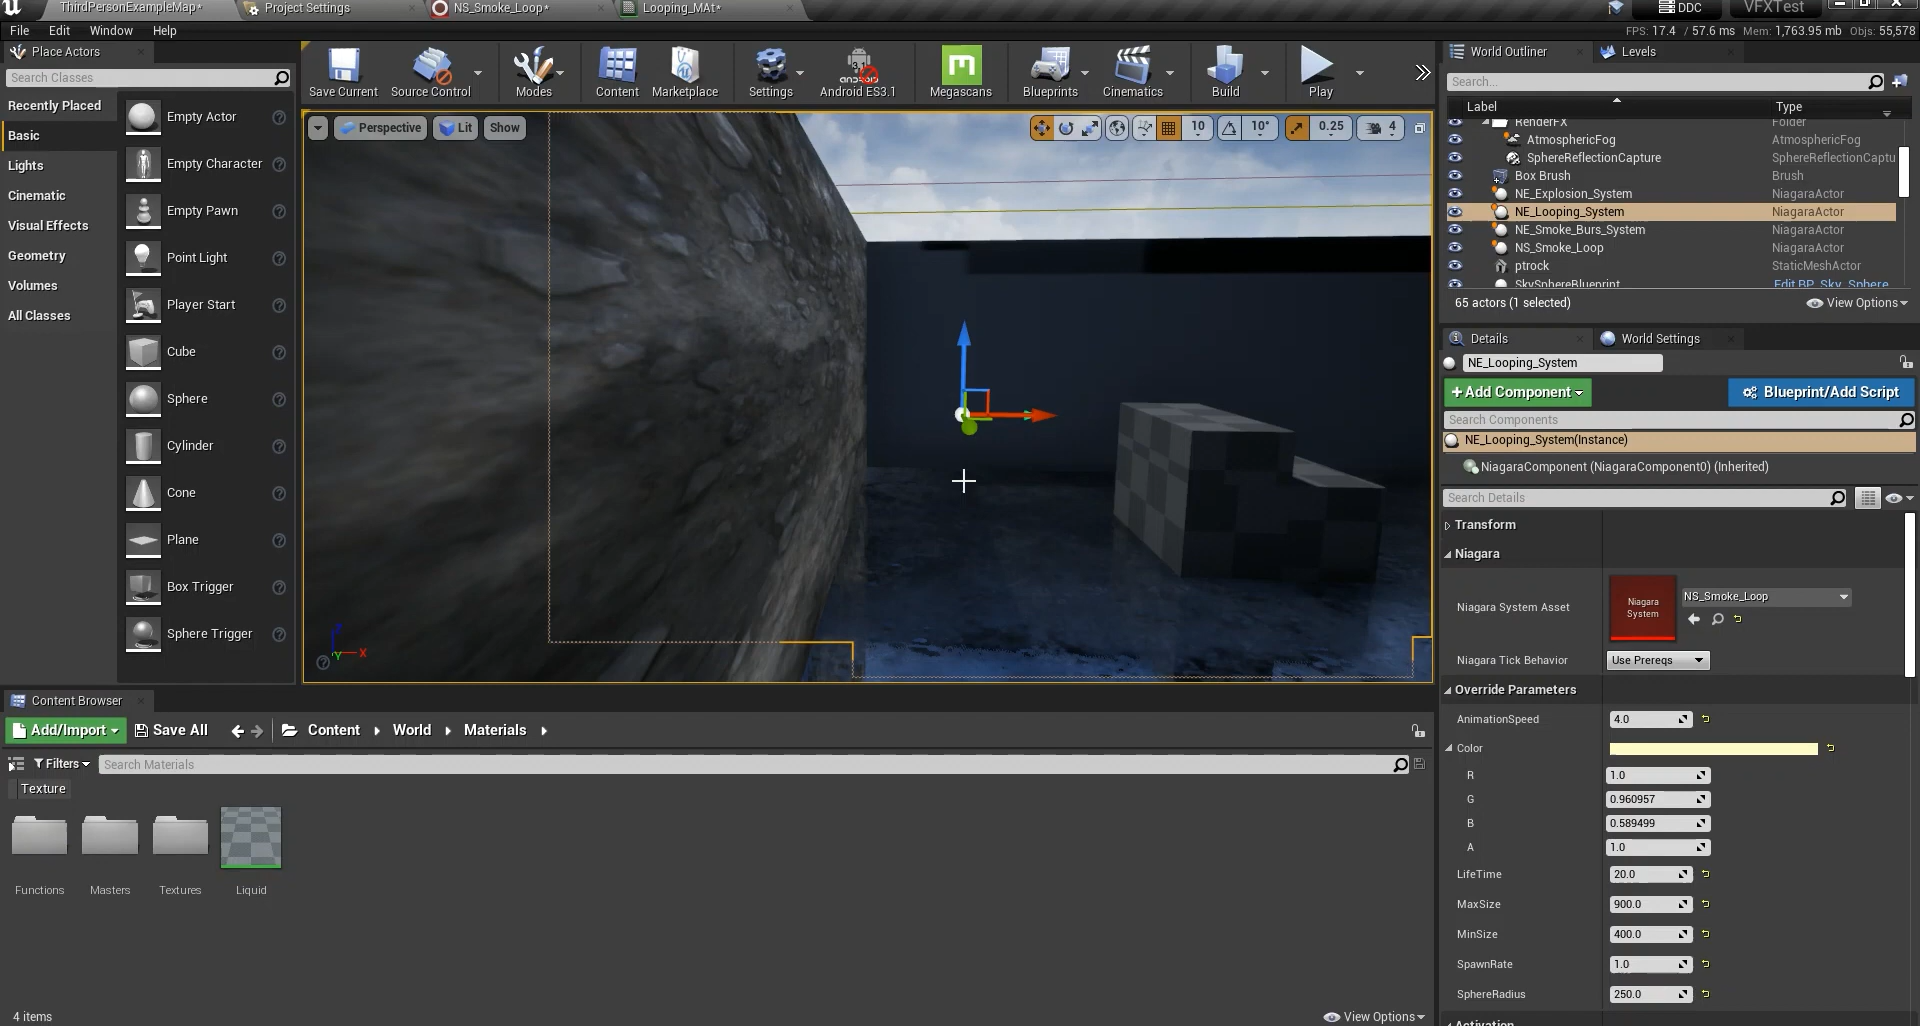 ThirdPersonExampleMap*
Project Settings
NS_Smoke_Loop*
Looping_MAt*
DDC
VFXTest
File Edit Window Help
FPS: 17.4 / 57.6 ms Mem: 1,763.95 mb Objs: 55,578
Place Actors
Search Classes
Recently Placed
Basic
Lights
Cinematic
Visual Effects
Geometry
Volumes
All Classes
Empty Actor
Empty Character
Empty Pawn
Point Light
Player Start
Cube
Sphere
Cylinder
Cone
Plane
Box Trigger
Sphere Trigger
Save Current
Source Control
Modes
Content
Marketplace
Settings
3.1
android
Android ES3.1
Megascans
Blueprints
Cinematics
Build
Play
Perspective
Lit
Show
10
10°
0.25
4
X
Y
World Outliner
Levels
Search...
Label Type
RenderFX Folder
AtmosphericFog AtmosphericFog
SphereReflectionCapture SphereReflectionCaptu
Box Brush Brush
NE_Explosion_System NiagaraActor
NE_Looping_System NiagaraActor
NE_Smoke_Burs_System NiagaraActor
NS_Smoke_Loop NiagaraActor
ptrock StaticMeshActor
SkySphereBlueprint Edit BP_Sky_Sphere
65 actors (1 selected)
View Options
Details
World Settings
NE_Looping_System
+Add Component
Blueprint/Add Script
Search Components
NE_Looping_System(Instance)
NiagaraComponent (NiagaraComponent0) (Inherited)
Search Details
Transform
Niagara
Niagara System Asset
Niagara
System
NS_Smoke_Loop
Niagara Tick Behavior Use Prereqs
Override Parameters
AnimationSpeed 4.0
Color
R 1.0
G 0.960957
B 0.589499
A 1.0
LifeTime 20.0
MaxSize 900.0
MinSize 400.0
SpawnRate 1.0
SphereRadius 250.0
Activation
Content Browser
Add/Import Save All Content World Materials
Filters
Search Materials
Texture
Functions
Masters
Textures
Liquid
4 items
View Options